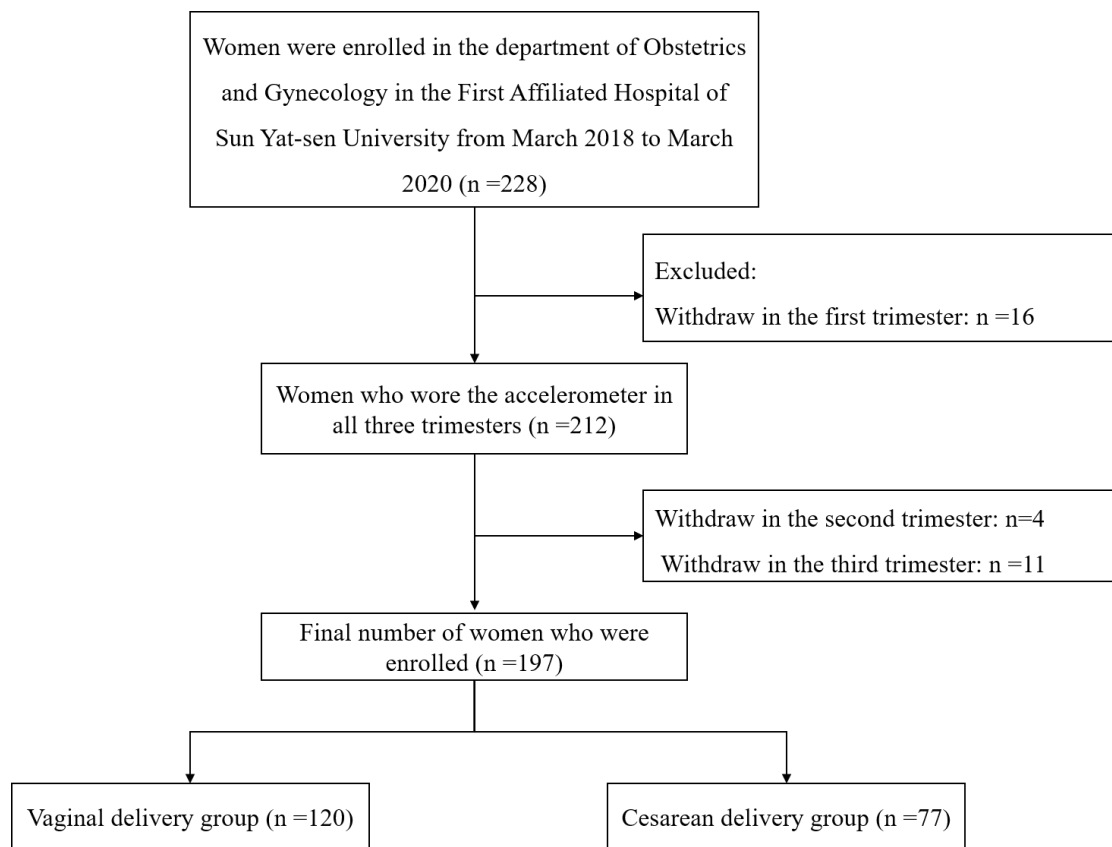 Women were enrolled in the department of Obstetrics
and Gynecology in the First Affiliated Hospital of
Sun Yat-sen University from March 2018 to March
2020 (n =228)
Excluded:
Withdraw in the first trimester: n =16
Women who wore the accelerometer in
all three trimesters (n =212)
Withdraw in the second trimester: n=4
Withdraw in the third trimester: n =11
Final number of women who were
enrolled (n =197)
Vaginal delivery group (n =120)
Cesarean delivery group (n =77)